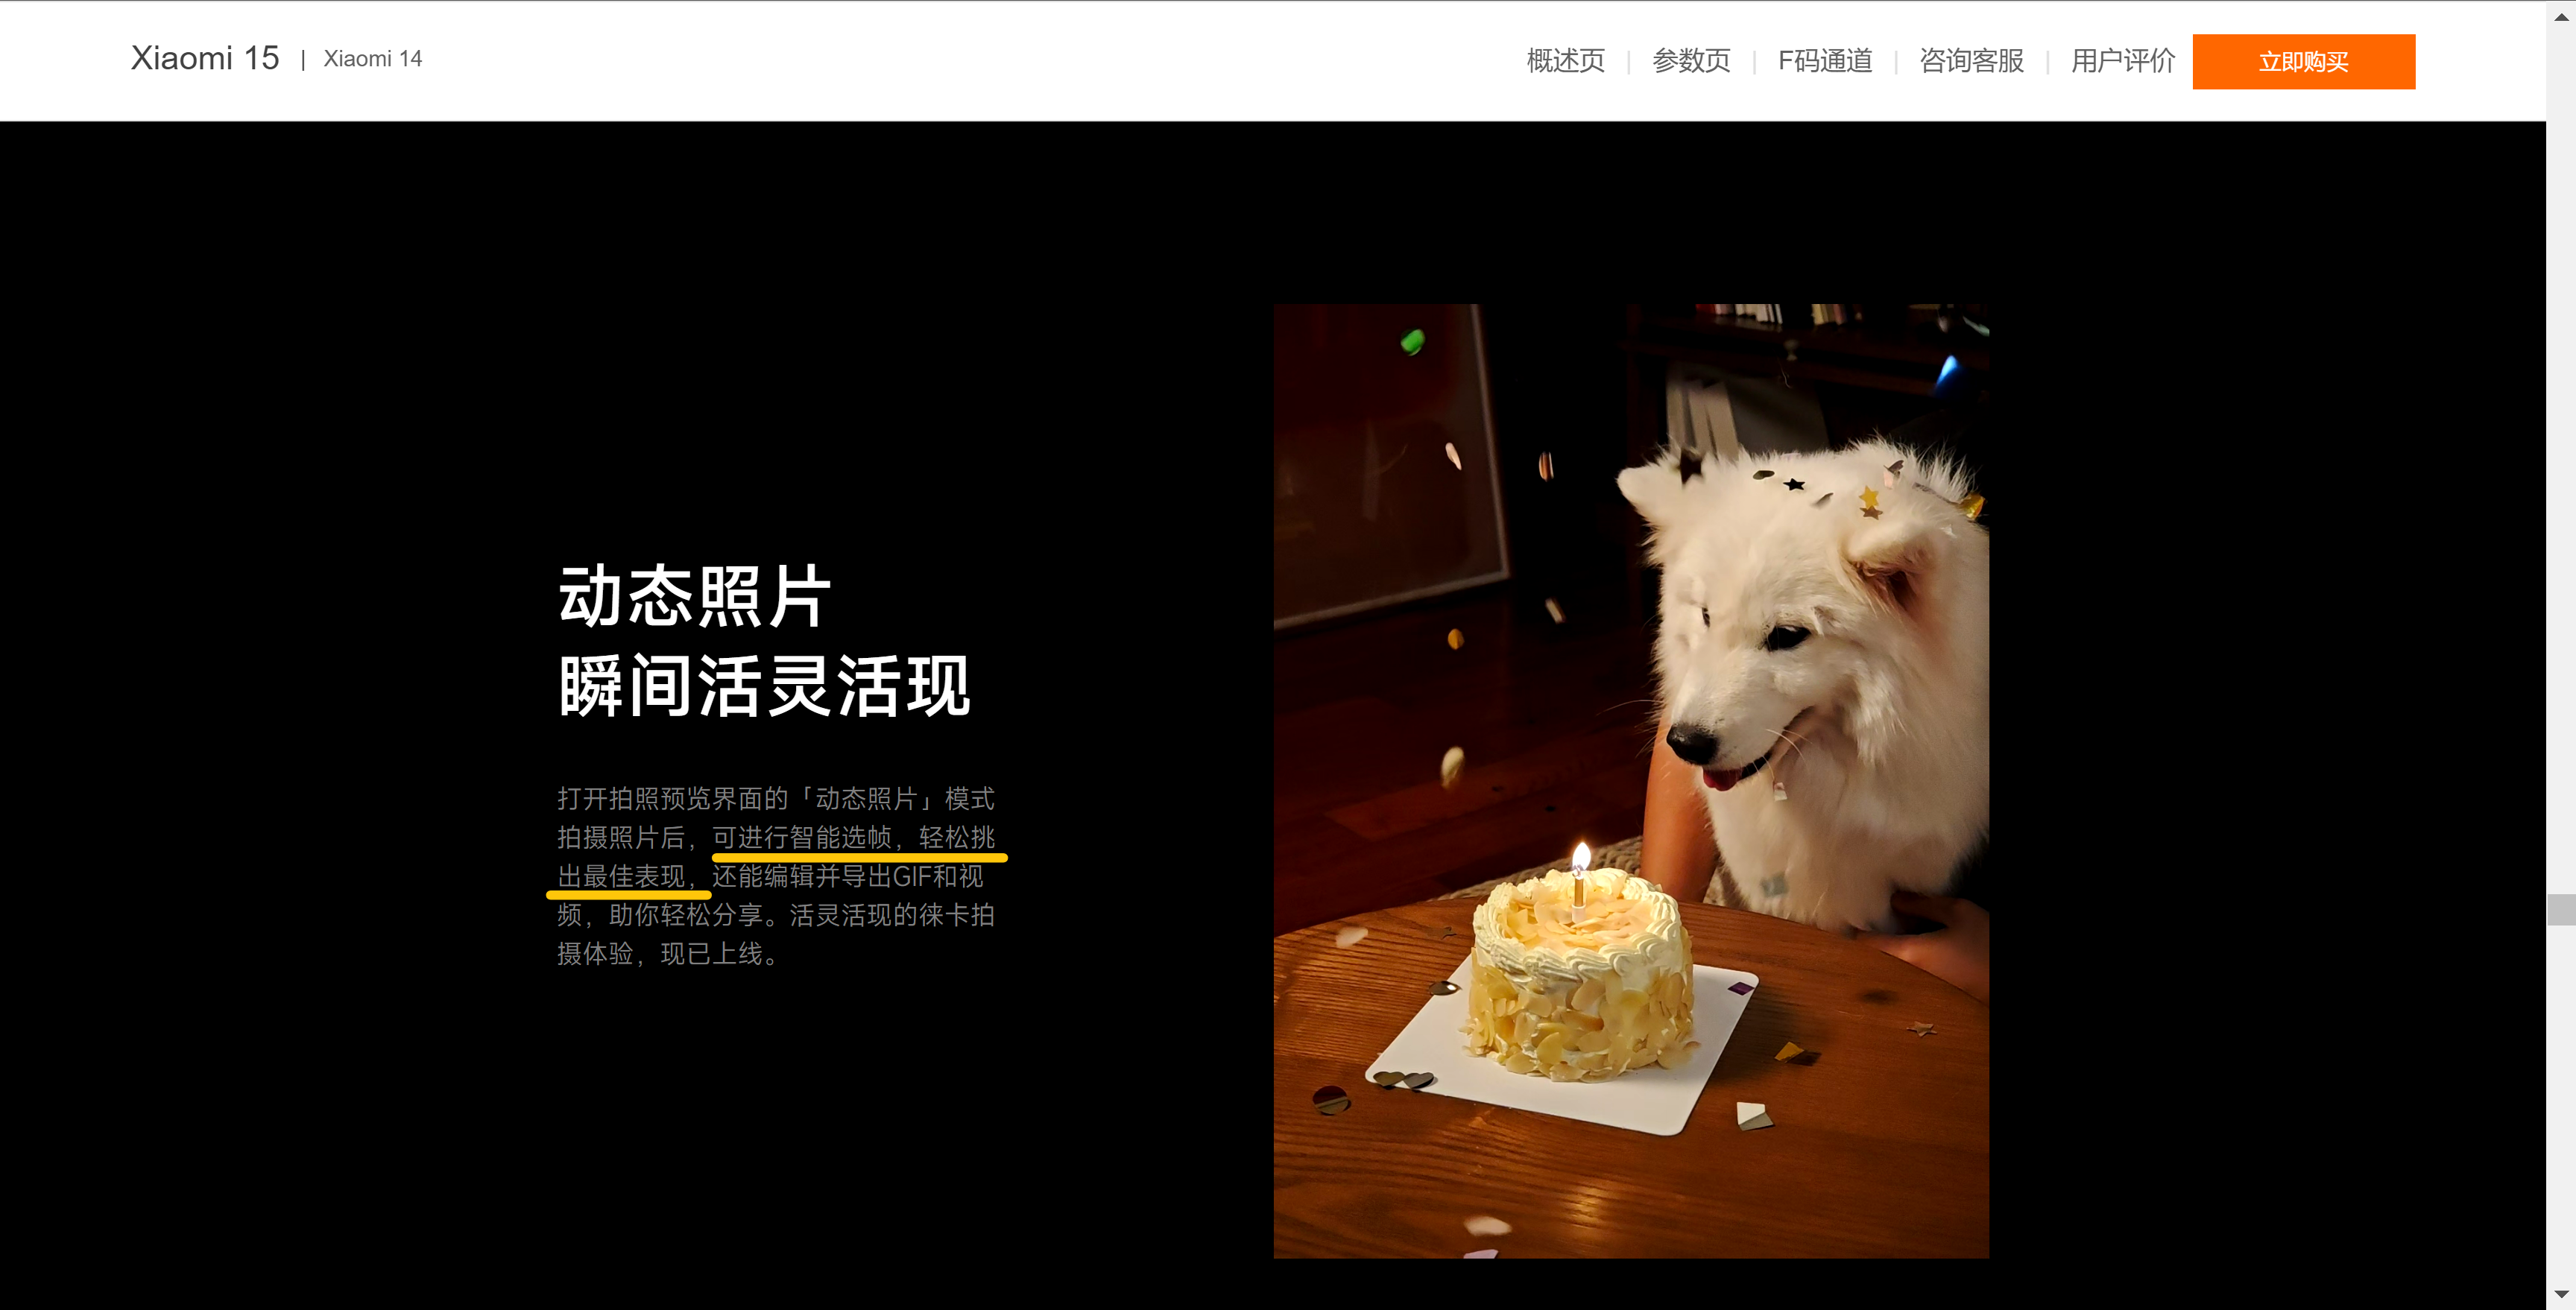 Xiaomi 15 | Xiaomi 14
概述页 | 参数页 | F码通道 | 咨询客服 | 用户评价 立即购买
动态照片
瞬间活灵活现
打开拍照预览界面的「动态照片」模式
拍摄照片后，可进行智能选帧，轻松挑
出最佳表现，还能编辑并导出GIF和视
频，助你轻松分享。活灵活现的徕卡拍
摄体验，现已上线。